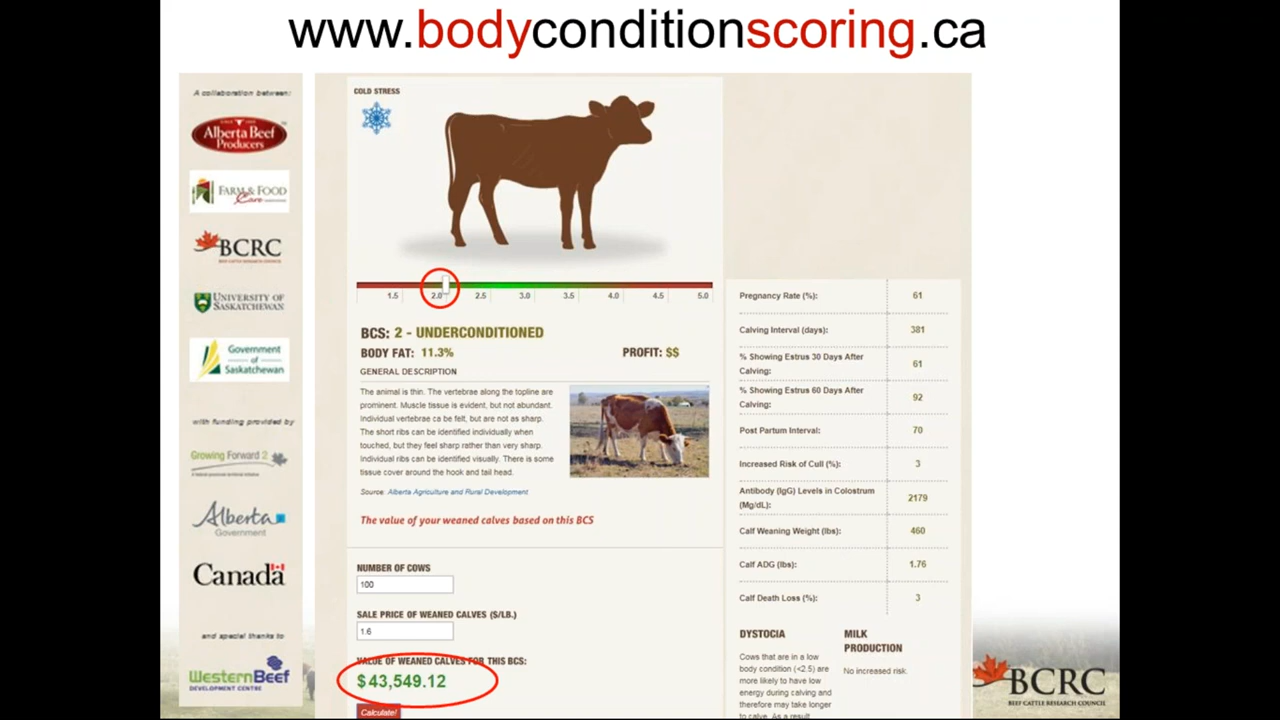 www.bodyconditionscoring.ca
A collaboration between:
Alberta Beef
Producers
FARM & FOOD
Care
BCRC
BEEF CATTLE RESEARCH COUNCIL
UNIVERSITY OF
SASKATCHEWAN
Government
of
Saskatchewan
with funding provided by
Growing Forward 2
Alberta
Government
Canada
and special thanks to
WesternBeef
DEVELOPMENT CENTRE
COLD STRESS
1.5 2.0 2.5 3.0 3.5 4.0 4.5 5.0
BCS: 2 - UNDERCONDITIONED
BODY FAT: 11.3% PROFIT: $$
GENERAL DESCRIPTION
The animal is thin. The vertebrae along the topline are
prominent. Muscle tissue is evident, but not abundant.
Individual vertebrae ca be felt, but are not as sharp.
The short ribs can be identified individually when
touched, but they feel sharp rather than very sharp.
Individual ribs can be identified visually. There is some
tissue cover around the hook and tail head.
Source: Alberta Agriculture and Rural Development
The value of your weaned calves based on this BCS
NUMBER OF COWS
100
SALE PRICE OF WEANED CALVES ($/LB.)
1.6
VALUE OF WEANED CALVES FOR THIS BCS:
$43,549.12
Calculate!
Pregnancy Rate (%): 61
Calving Interval (days): 381
% Showing Estrus 30 Days After
Calving: 61
% Showing Estrus 60 Days After
Calving: 92
Post Partum Interval: 70
Increased Risk of Cull (%): 3
Antibody (IgG) Levels in Colostrum
(Mg/dL): 2179
Calf Weaning Weight (lbs): 460
Calf ADG (lbs): 1.76
Calf Death Loss (%): 3
DYSTOCIA
Cows that are in a low
body condition (<2.5) are
more likely to have low
energy during calving and
therefore may take longer
to calve. As a result
MILK
PRODUCTION
No increased risk.
BCRC
BEEF CATTLE RESEARCH COUNCIL